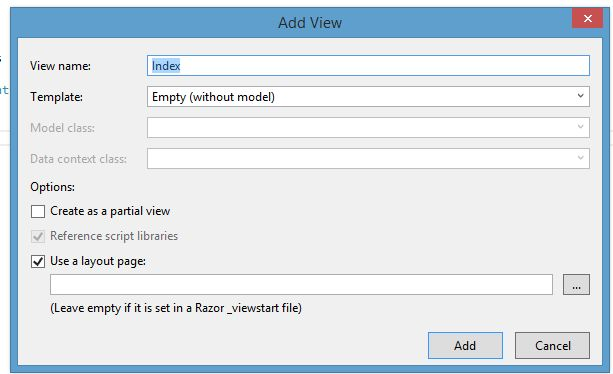 Add View
View name: Index
Template: Empty (without model)
Model class:
Data context class:
Options:
Create as a partial view
Reference script libraries
Use a layout page:
...
(Leave empty if it is set in a Razor _viewstart file)
Add Cancel